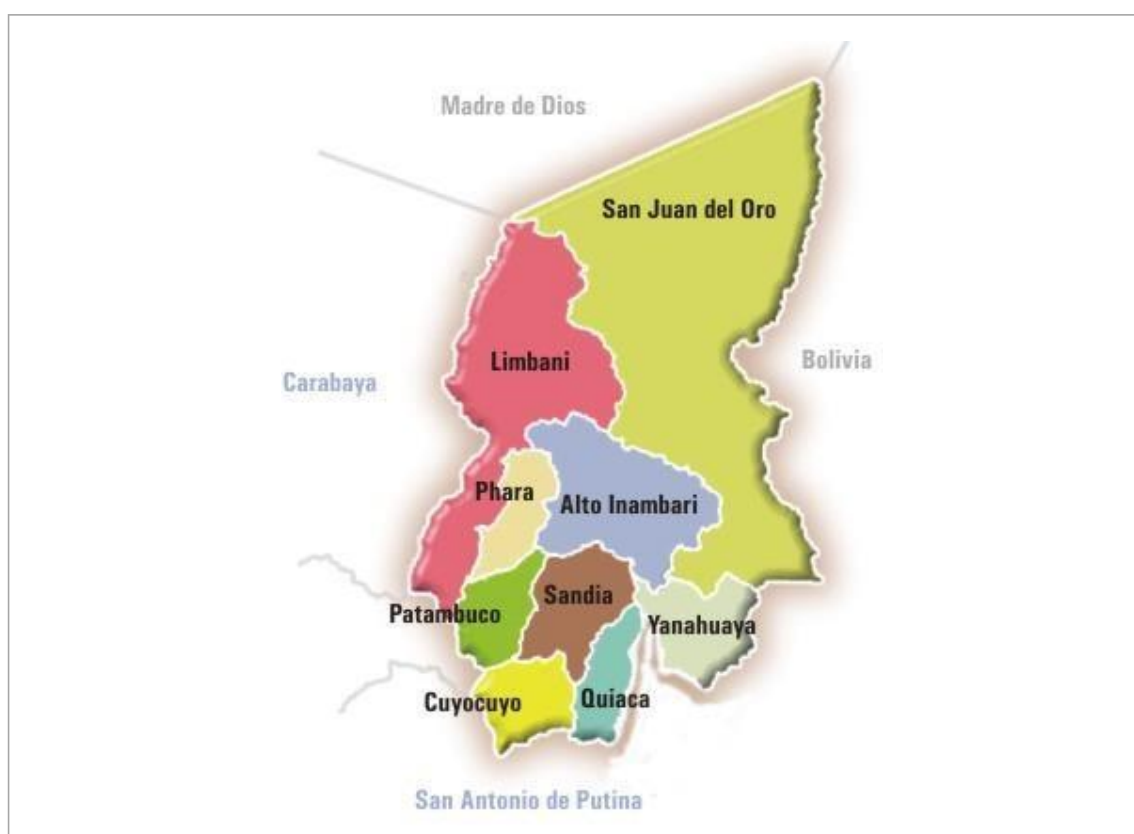 Madre de Dios
San Juan del Oro
Limbani
Bolivia
Carabaya
Phara
Alto Inambari
Sandia
Patambuco
Yanahuaya
Cuyocuyo
Quiaca
San Antonio de Putina